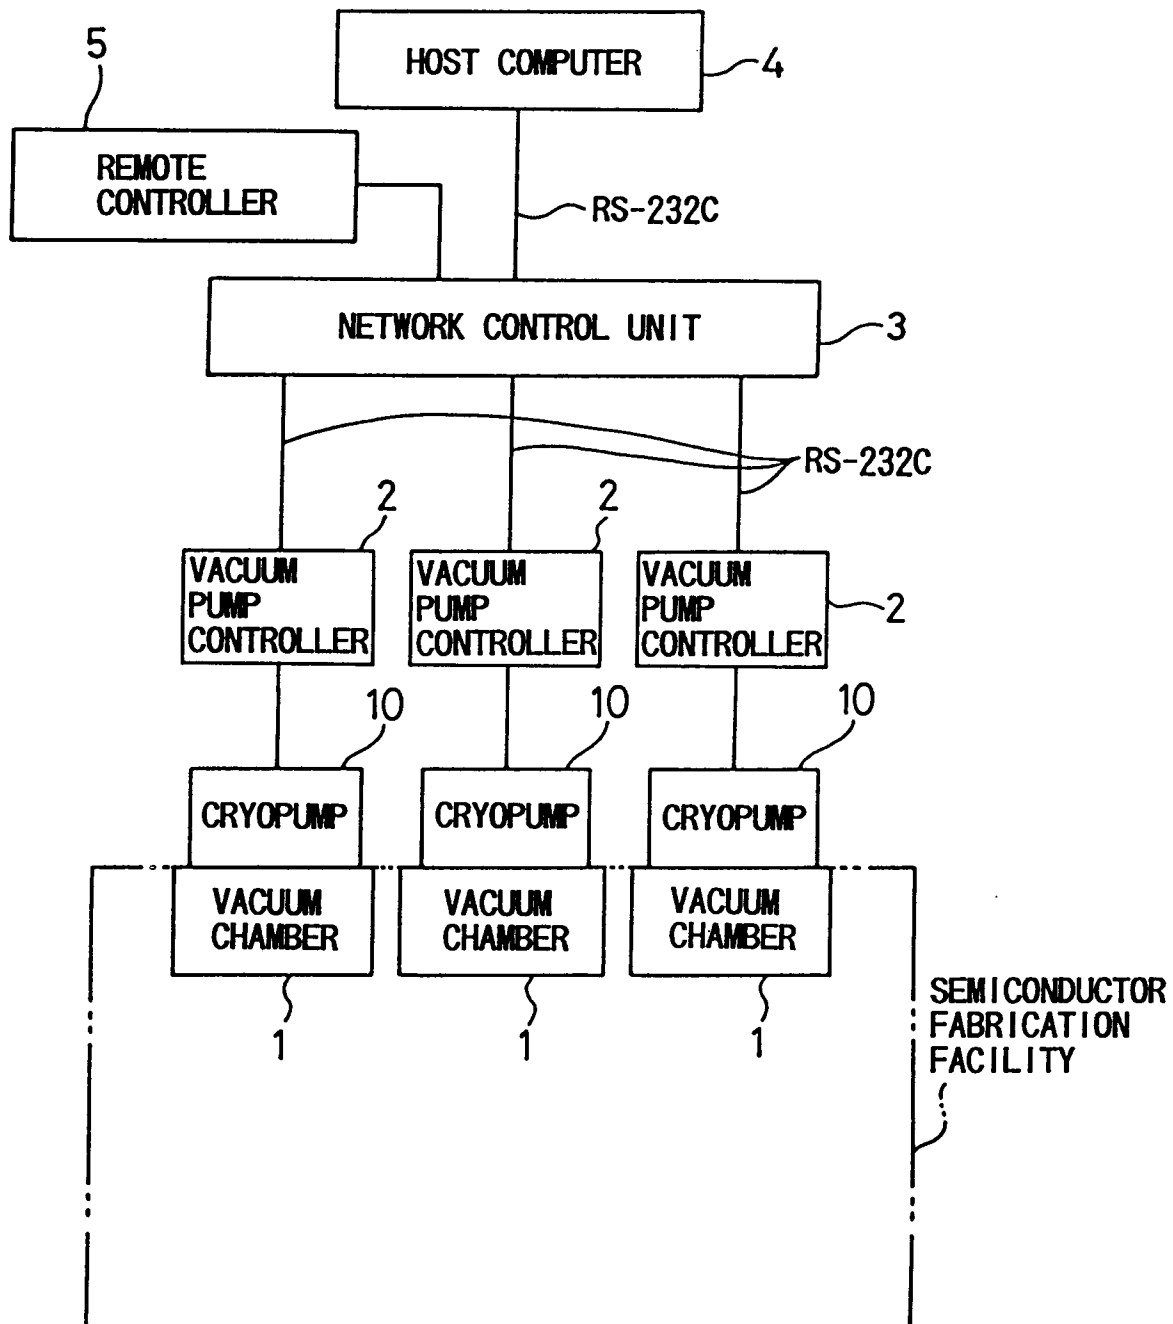 5
HOST COMPUTER
4
REMOTE
CONTROLLER
RS-232C
NETWORK CONTROL UNIT
3
RS-232C
2
2
VACUUM
PUMP
CONTROLLER
VACUUM
PUMP
CONTROLLER
VACUUM
PUMP
CONTROLLER
2
10
10
10
CRYOPUMP
CRYOPUMP
CRYOPUMP
VACUUM
CHAMBER
VACUUM
CHAMBER
VACUUM
CHAMBER
1
1
1
SEMICONDUCTOR
FABRICATION
FACILITY